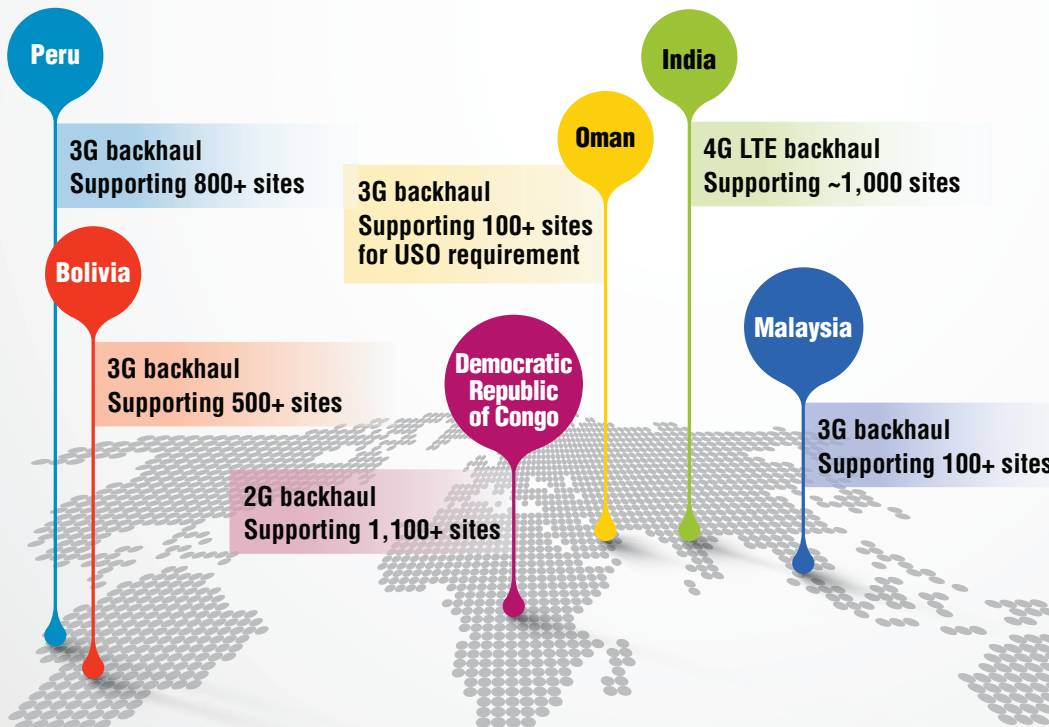 Peru
3G backhaul
Supporting 800+ sites
Bolivia
3G backhaul
Supporting 500+ sites
Oman
3G backhaul
Supporting 100+ sites
for USO requirement
Democratic
Republic
of Congo
2G backhaul
Supporting 1,100+ sites
India
4G LTE backhaul
Supporting ~1,000 sites
Malaysia
3G backhaul
Supporting 100+ sites